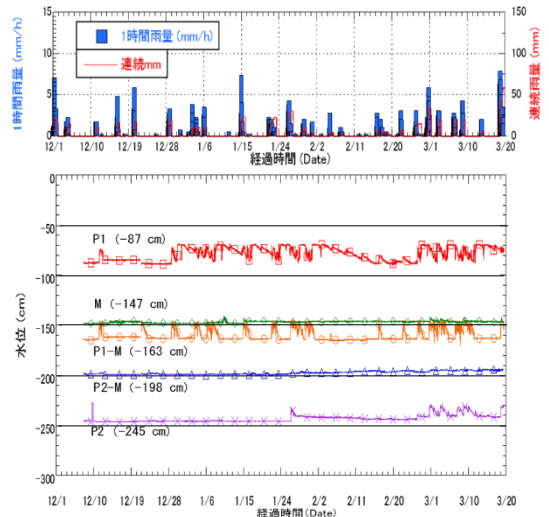 1時間雨量 (mm/h)
連続雨量 (mm)
15
10
5
0
150
100
50
0
1時間雨量 (mm/h)
連続mm
12/1 12/10 12/19 12/28 1/6 1/15 1/24 2/2 2/11 2/20 3/1 3/11 3/20
経過時間 (Date)
水位 (cm)
0
-50
-100
-150
-200
-250
-300
P1 (-87 cm)
M (-147 cm)
P1-M (-163 cm)
P2-M (-198 cm)
P2 (-245 cm)
12/1 12/10 12/19 12/28 1/6 1/15 1/24 2/2 2/11 2/20 3/1 3/11 3/20
経過時間 (Date)